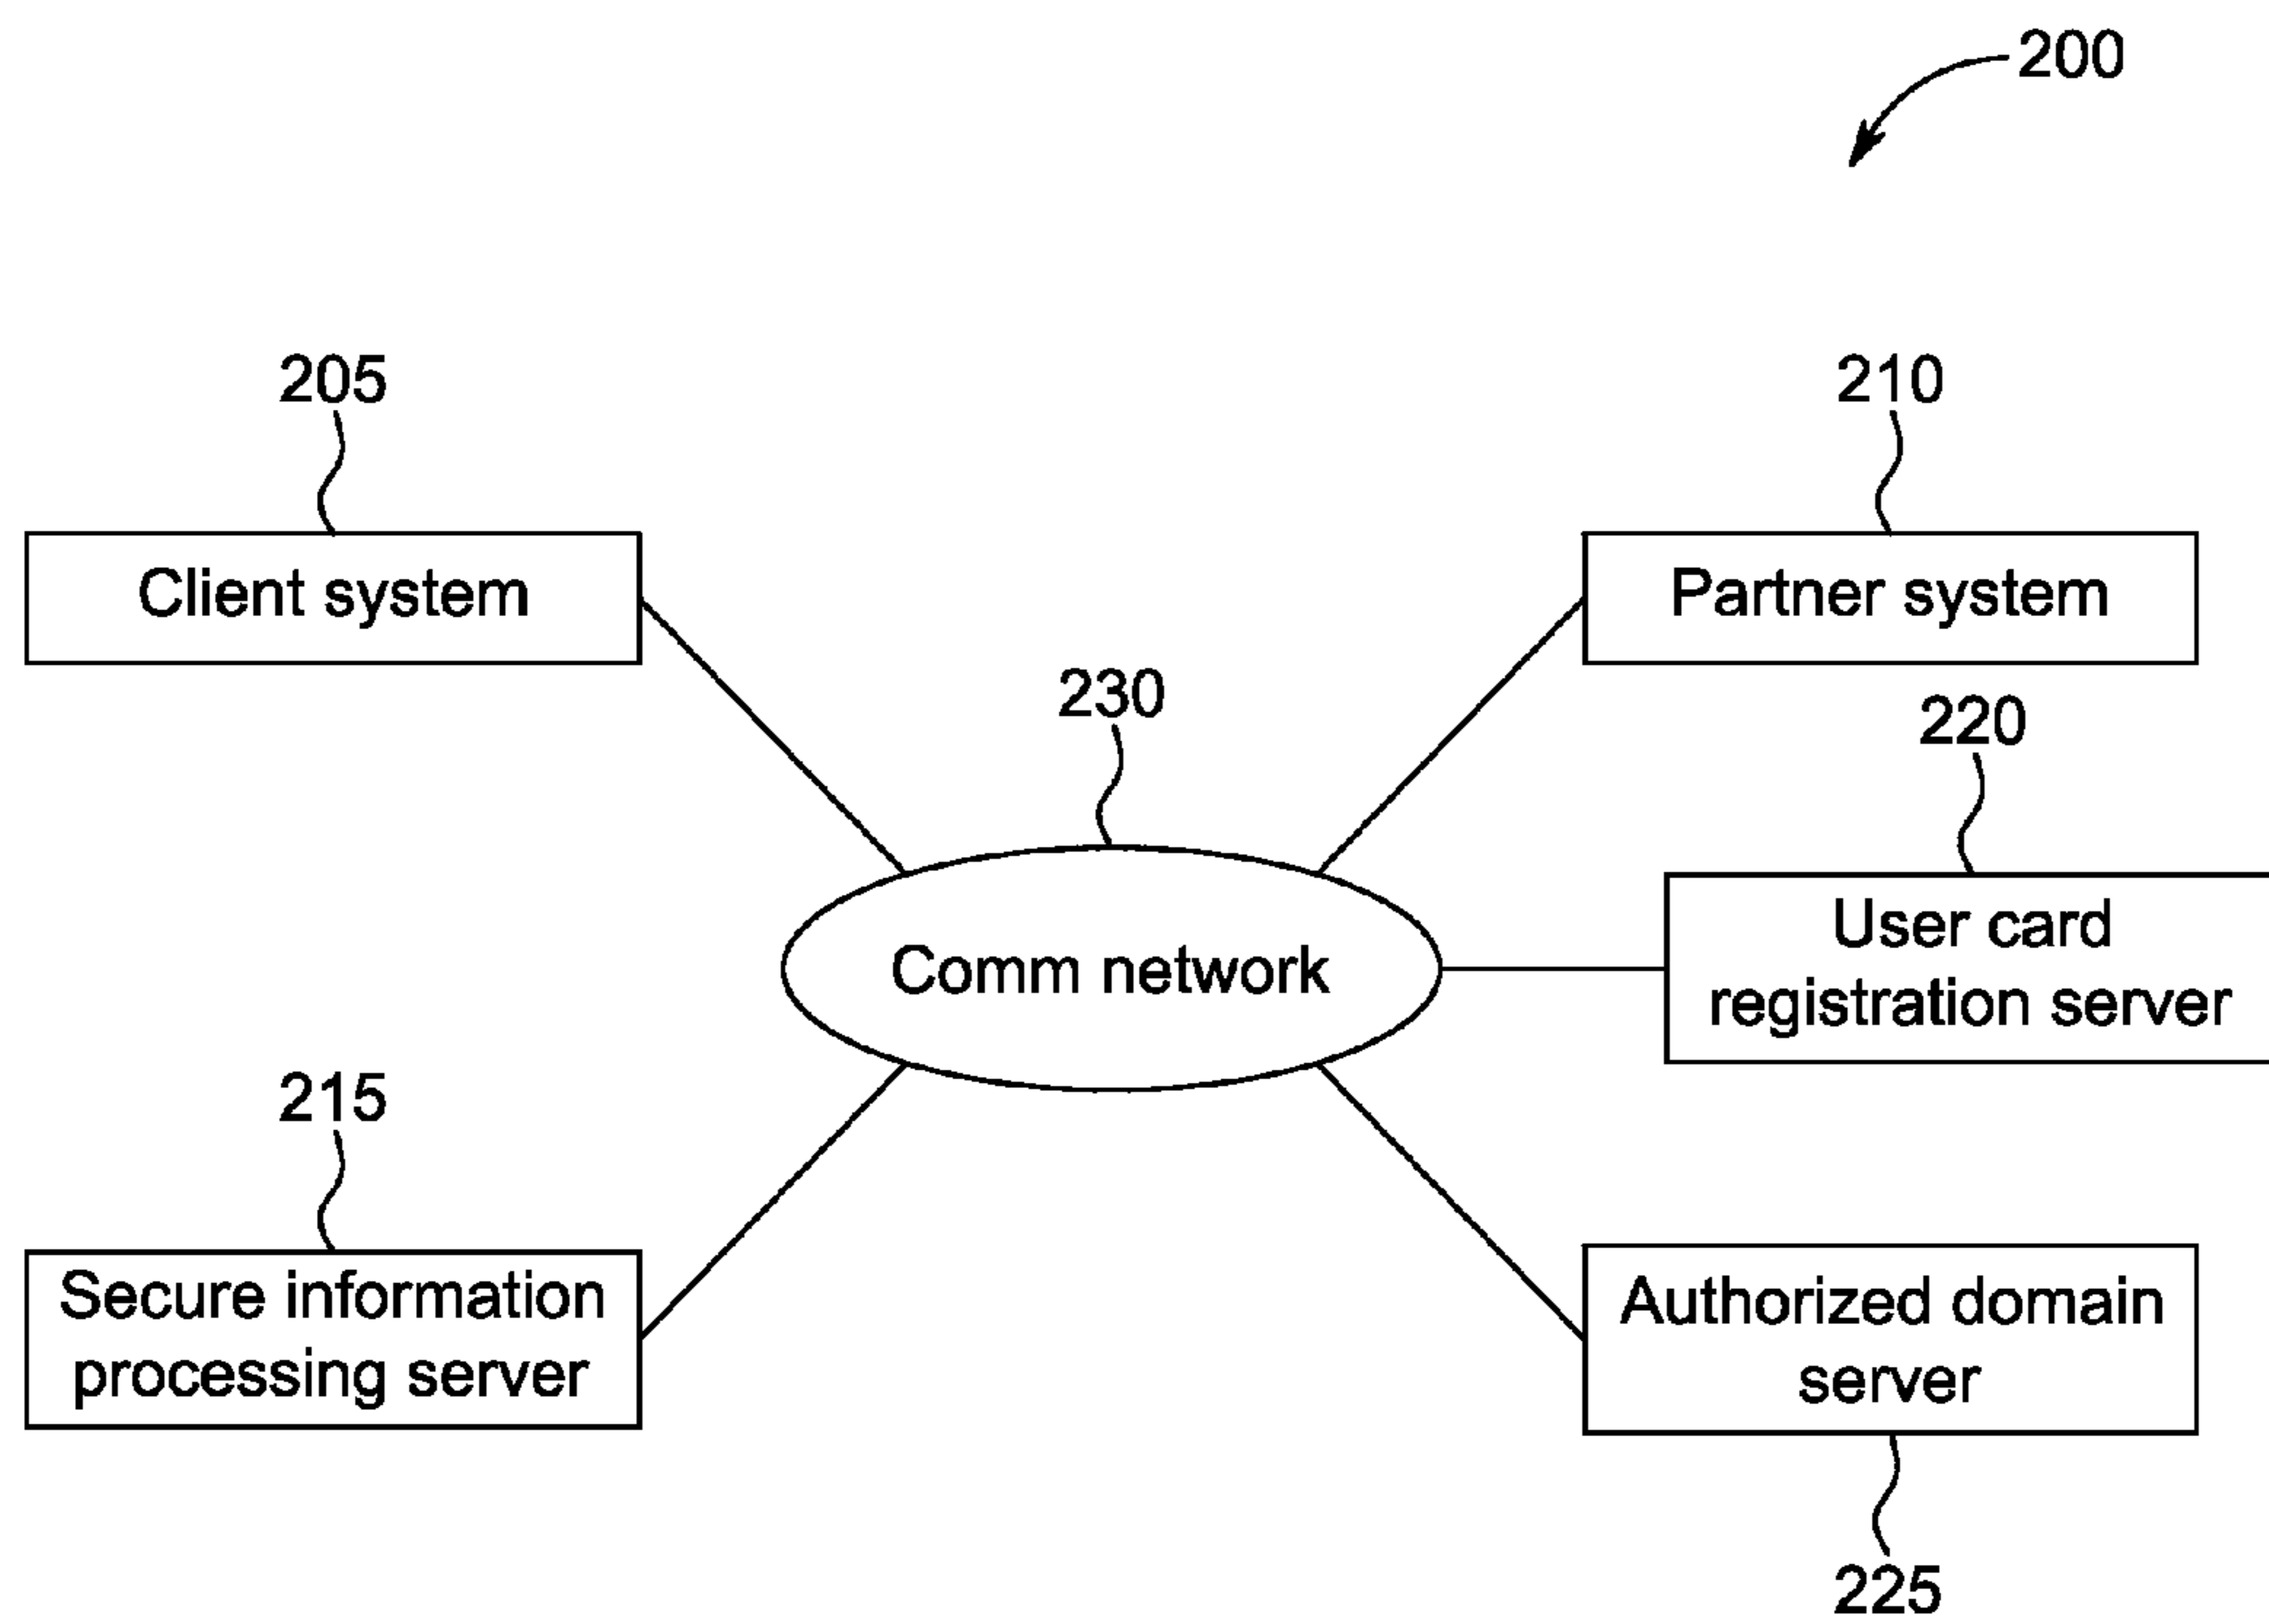 200
205
210
Client system
Partner system
230
220
User card
registration server
Comm network
215
Secure information
processing server
Authorized domain
server
225